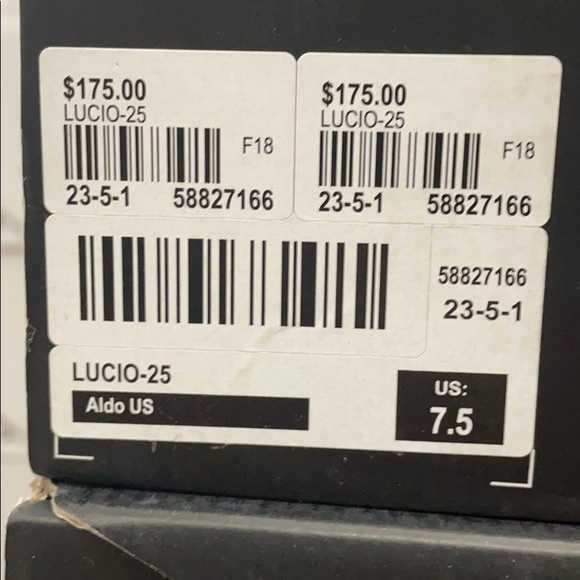 $175.00
LUCIO-25
F18
23-5-1 58827166
$175.00
LUCIO-25
F18
23-5-1 58827166
58827166
23-5-1
LUCIO-25
Aldo US
US:
7.5